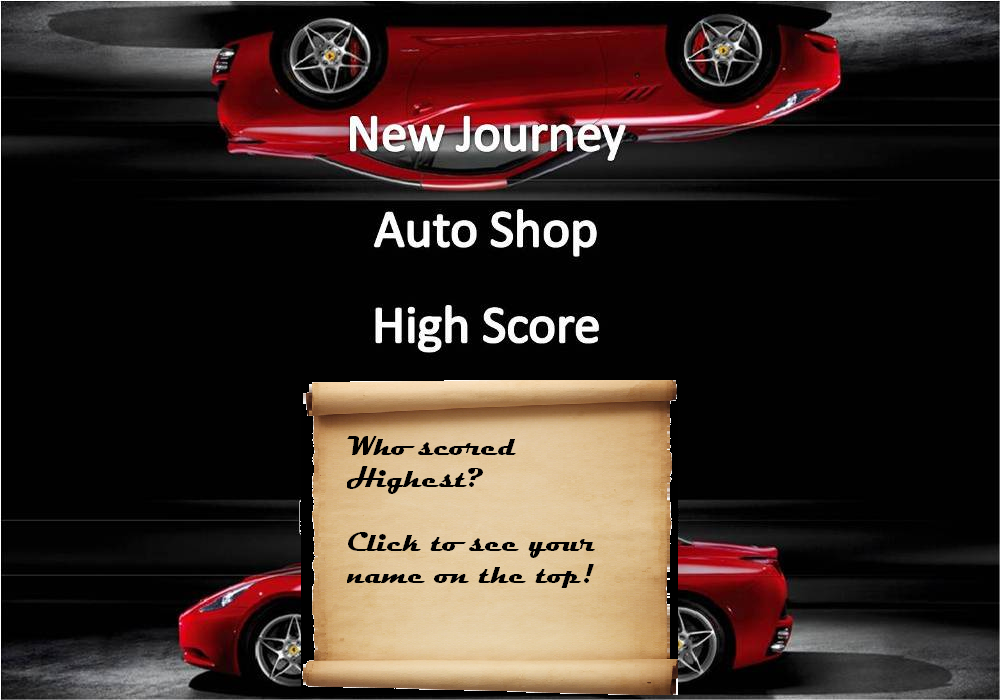 New Journey
Auto Shop
High Score
Who scored
Highest?
Click to see your
name on the top!